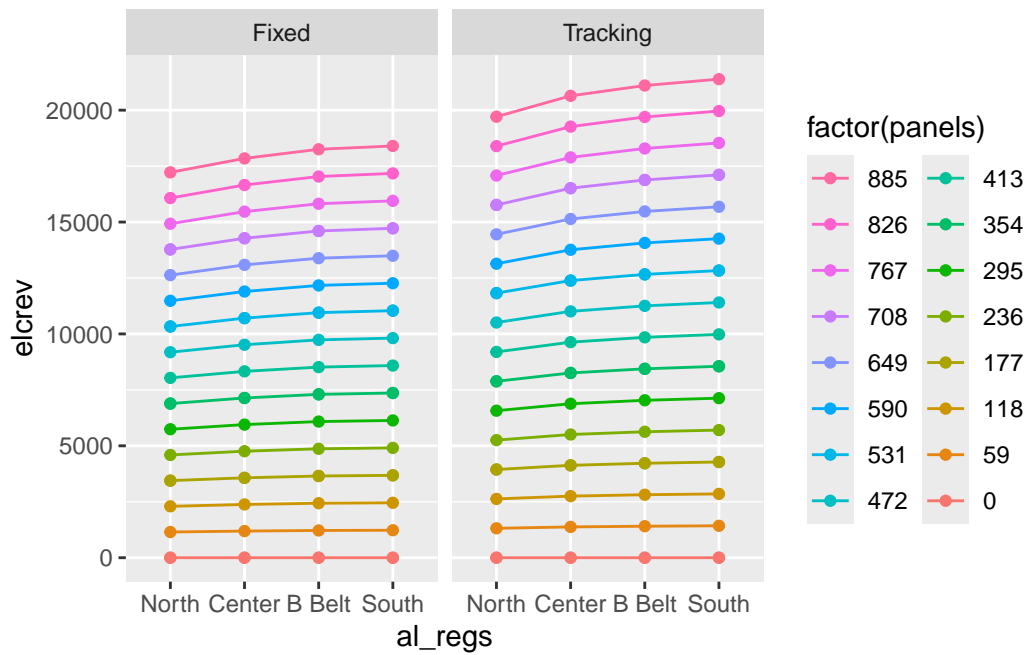 Fixed Tracking
20000
15000
10000
5000
0
elcrev
North Center B Belt South North Center B Belt South
al_regs
factor(panels)
885 413
826 354
767 295
708 236
649 177
590 118
531 59
472 0